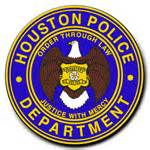 HOUSTON POLICE
ORDER THROUGH LAW
JUSTICE WITH MERCY
DEPARTMENT